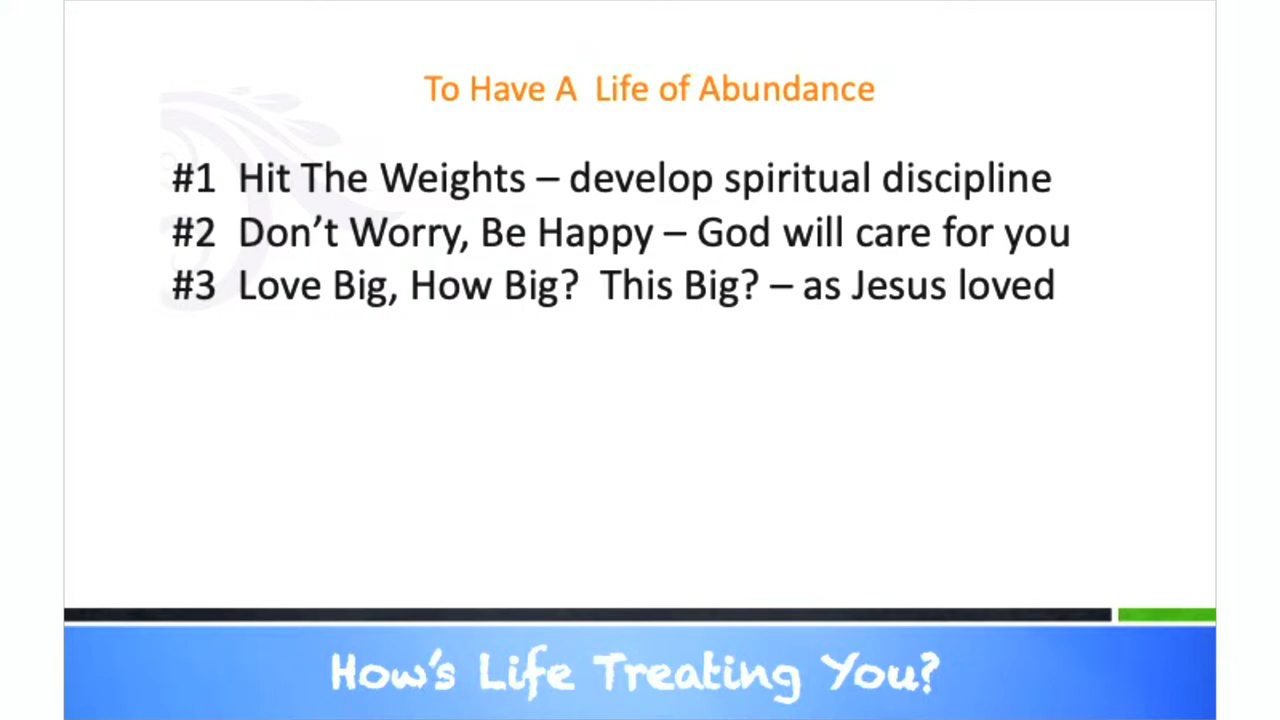 To Have A  Life of Abundance
#1  Hit The Weights – develop spiritual discipline
#2  Don’t Worry, Be Happy – God will care for you
#3  Love Big, How Big?  This Big? – as Jesus loved
How's Life Treating You?